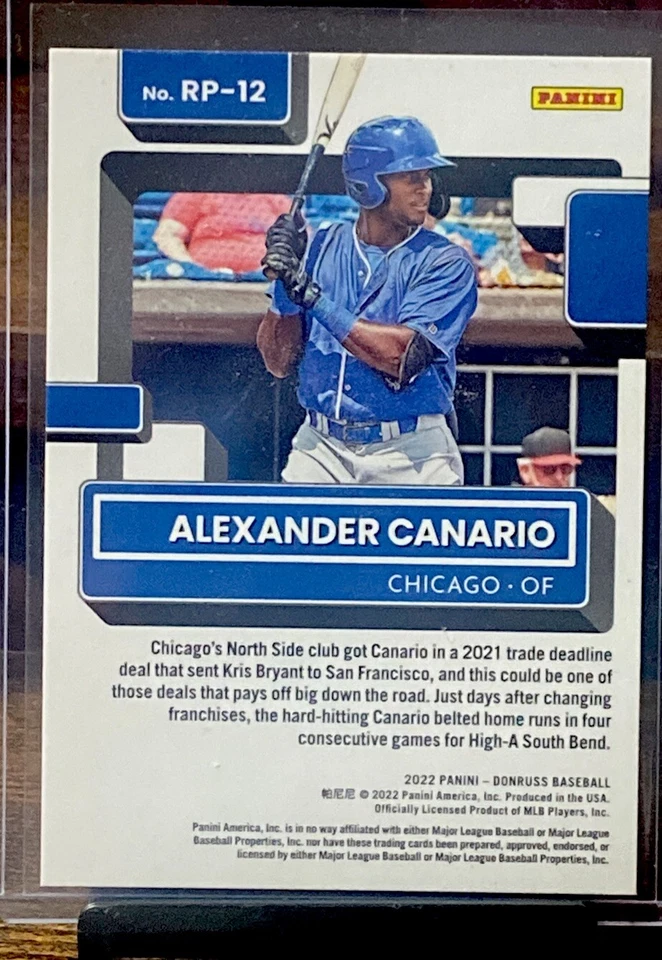 No. RP-12
PANINI
ALEXANDER CANARIO
CHICAGO · OF
Chicago's North Side club got Canario in a 2021 trade deadline
deal that sent Kris Bryant to San Francisco, and this could be one of
those deals that pays off big down the road. Just days after changing
franchises, the hard-hitting Canario belted home runs in four
consecutive games for High-A South Bend.
2022 PANINI – DONRUSS BASEBALL
帕尼尼 © 2022 Panini America, Inc. Produced in the USA.
Officially Licensed Product of MLB Players, Inc.
Panini America, Inc. is in no way affiliated with either Major League Baseball or Major League
Baseball Properties, Inc. nor have these trading cards been prepared, approved, endorsed, or
licensed by either Major League Baseball or Major League Baseball Properties, Inc.